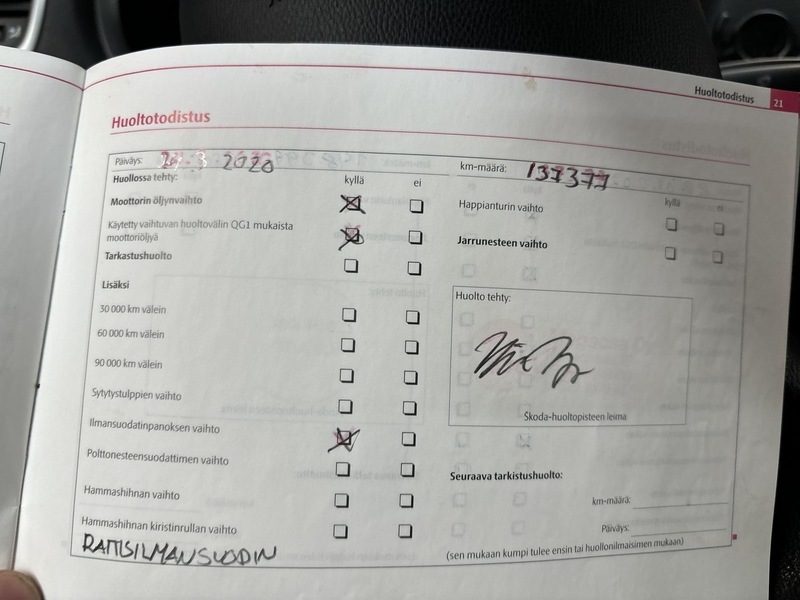 Huoltotodistus
21
Huoltotodistus
Päiväys: 2020
km-määrä: 137377
Huollossa tehty:
kyllä ei
Moottorin öljynvaihto
Käytetty vaihtuvan huoltovälin QG1 mukaista
moottoriöljyä
Tarkastushuolto
Lisäksi
30 000 km välein
60 000 km välein
90 000 km välein
Sytytystulppien vaihto
Ilmansuodatinpanoksen vaihto
Polttonesteensuodattimen vaihto
Hammashihnan vaihto
Hammashihnan kiristinrullan vaihto
RAITISILMANSUODIN
kyllä ei
Happianturin vaihto
Jarrunesteen vaihto
Huolto tehty:
Škoda-huoltopisteen leima
Seuraava tarkistushuolto:
km-määrä:
Päiväys:
(sen mukaan kumpi tulee ensin tai huollonilmaisimen mukaan)